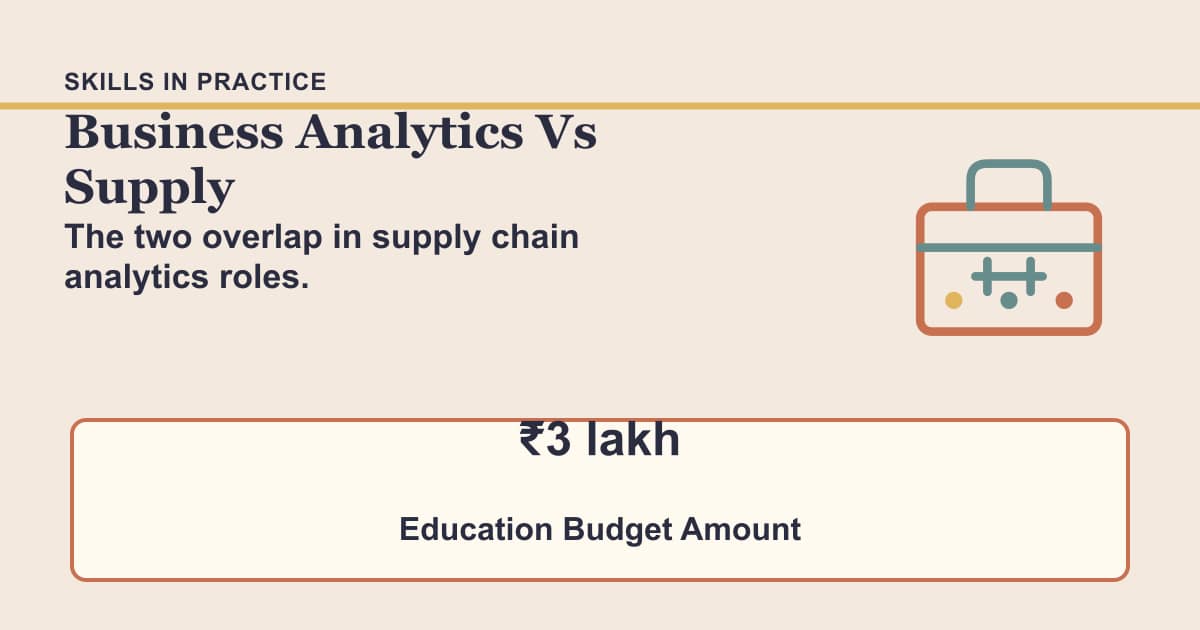 SKILLS IN PRACTICE
Business Analytics Vs
Supply
The two overlap in supply chain
analytics roles.
₹3 lakh
Education Budget Amount